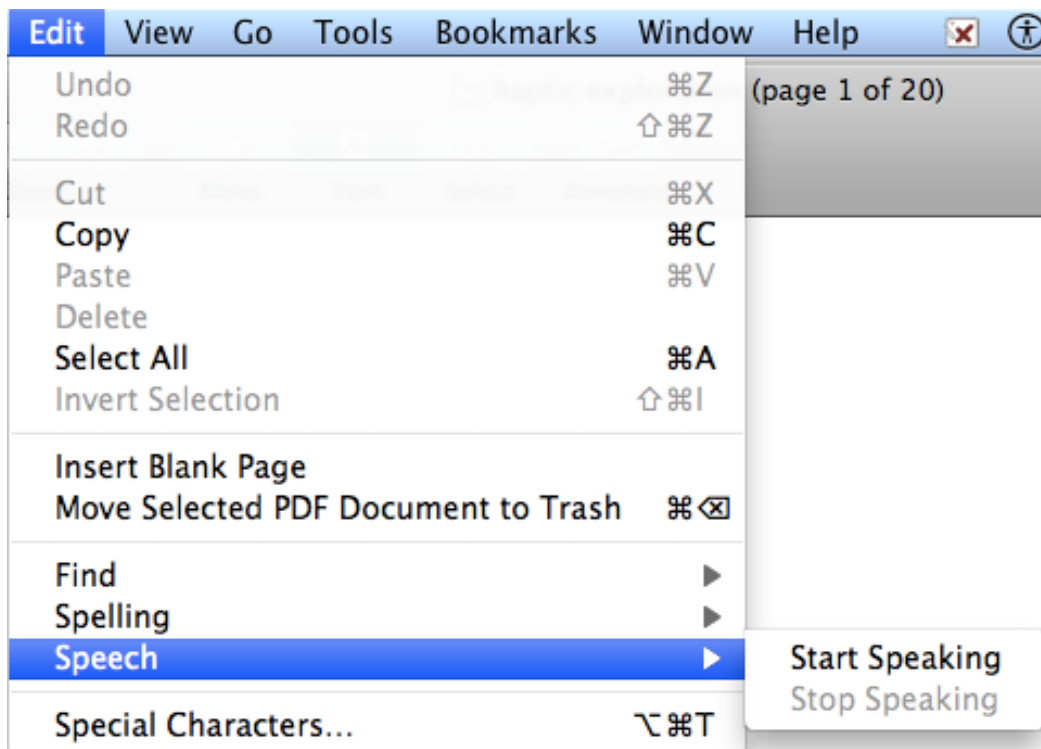 Edit View Go Tools Bookmarks Window Help
(page 1 of 20)
Undo ⌘Z
Redo ⇧⌘Z
Cut ⌘X
Copy ⌘C
Paste ⌘V
Delete
Select All ⌘A
Invert Selection ⇧⌘I
Insert Blank Page
Move Selected PDF Document to Trash ⌘⌫
Find ▶
Spelling ▶
Speech ▶
Start Speaking
Stop Speaking
Special Characters... ⌥⌘T